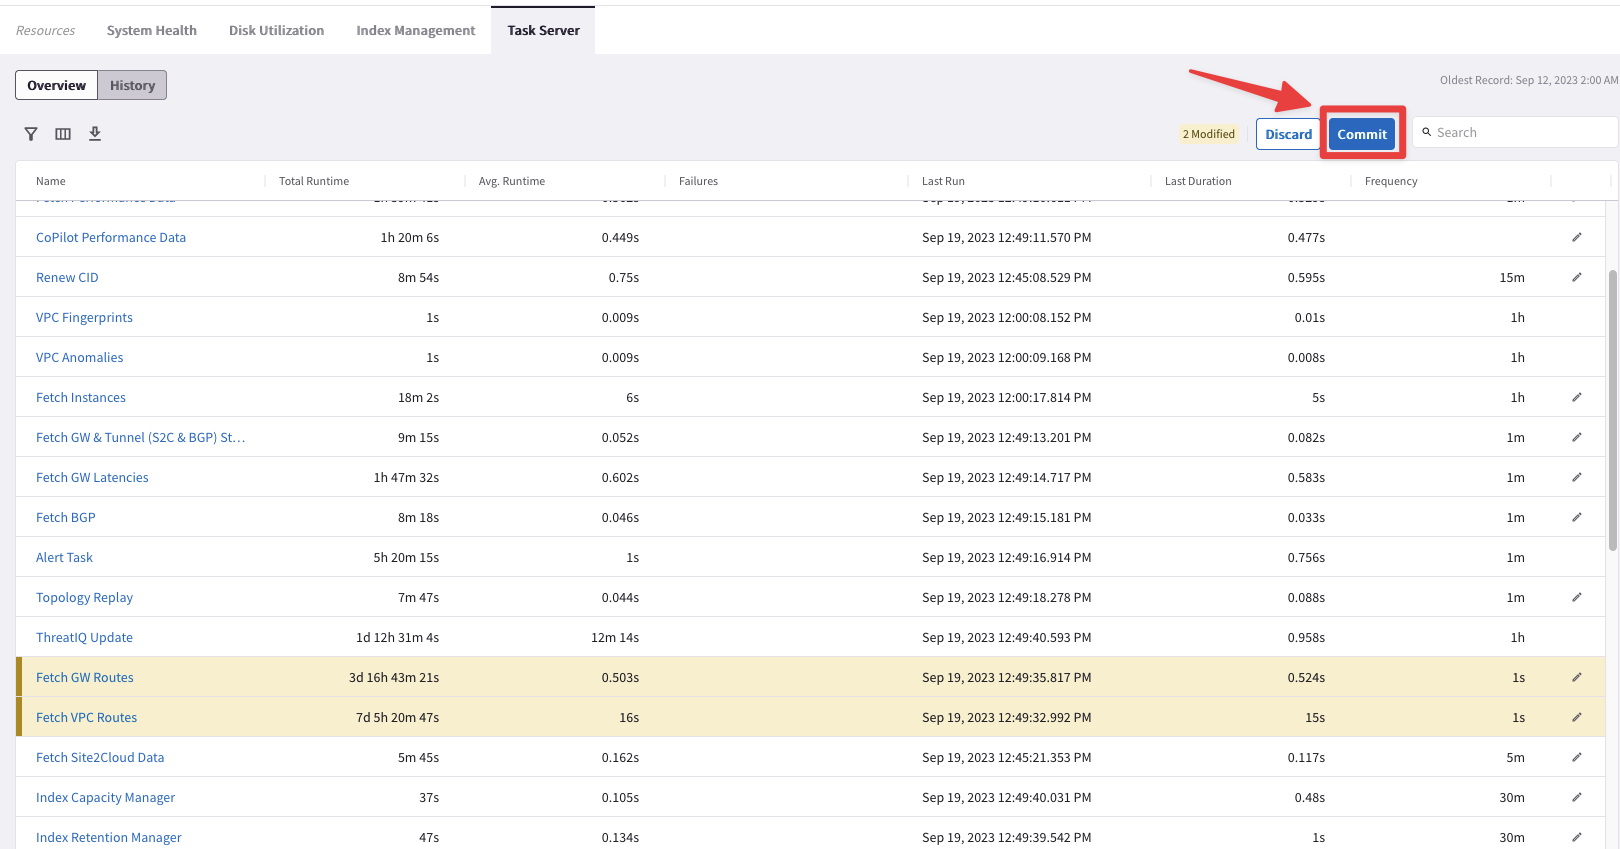 Resources System Health Disk Utilization Index Management Task Server
Overview History
Oldest Record: Sep 12, 2023 2:00 AM
2 Modified Discard Commit Search
Name Total Runtime Avg. Runtime Failures Last Run Last Duration Frequency
CoPilot Performance Data 1h 20m 6s 0.449s Sep 19, 2023 12:49:11.570 PM 0.477s
Renew CID 8m 54s 0.75s Sep 19, 2023 12:45:08.529 PM 0.595s 15m
VPC Fingerprints 1s 0.009s Sep 19, 2023 12:00:08.152 PM 0.01s 1h
VPC Anomalies 1s 0.009s Sep 19, 2023 12:00:09.168 PM 0.008s 1h
Fetch Instances 18m 2s 6s Sep 19, 2023 12:00:17.814 PM 5s 1h
Fetch GW & Tunnel (S2C & BGP) St... 9m 15s 0.052s Sep 19, 2023 12:49:13.201 PM 0.082s 1m
Fetch GW Latencies 1h 47m 32s 0.602s Sep 19, 2023 12:49:14.717 PM 0.583s 1m
Fetch BGP 8m 18s 0.046s Sep 19, 2023 12:49:15.181 PM 0.033s 1m
Alert Task 5h 20m 15s 1s Sep 19, 2023 12:49:16.914 PM 0.756s 1m
Topology Replay 7m 47s 0.044s Sep 19, 2023 12:49:18.278 PM 0.088s 1m
ThreatIQ Update 1d 12h 31m 4s 12m 14s Sep 19, 2023 12:49:40.593 PM 0.958s 1h
Fetch GW Routes 3d 16h 43m 21s 0.503s Sep 19, 2023 12:49:35.817 PM 0.524s 1s
Fetch VPC Routes 7d 5h 20m 47s 16s Sep 19, 2023 12:49:32.992 PM 15s 1s
Fetch Site2Cloud Data 5m 45s 0.162s Sep 19, 2023 12:45:21.353 PM 0.117s 5m
Index Capacity Manager 37s 0.105s Sep 19, 2023 12:49:40.031 PM 0.48s 30m
Index Retention Manager 47s 0.134s Sep 19, 2023 12:49:39.542 PM 1s 30m